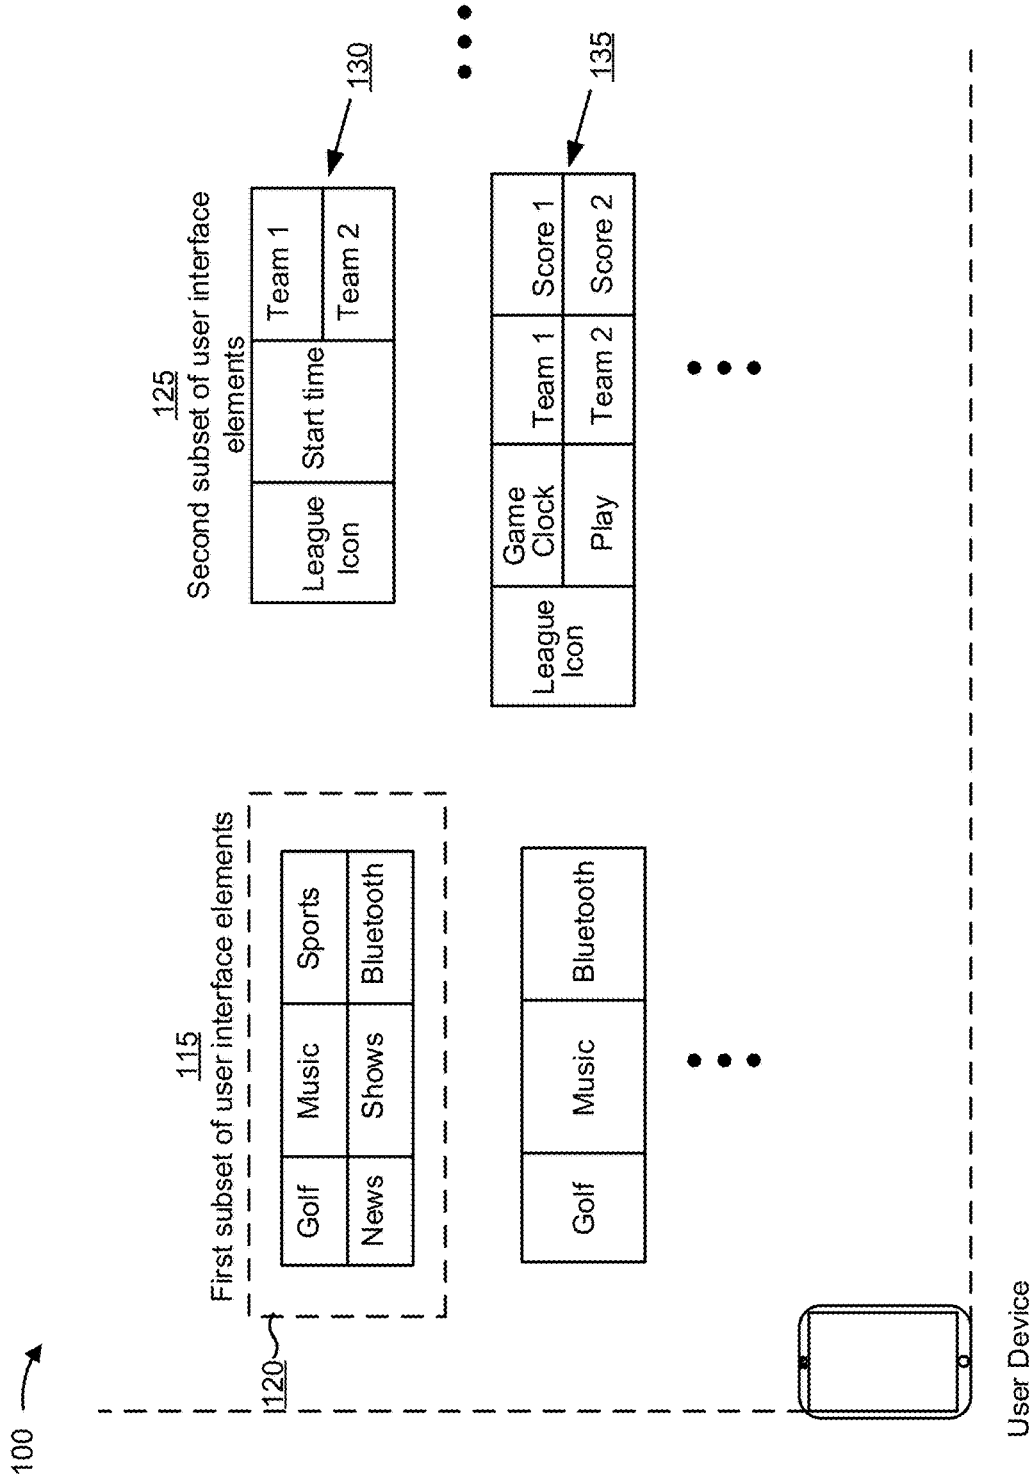 100
115
First subset of user interface elements
120
Golf
Music
Sports
News
Shows
Bluetooth
Golf
Music
Bluetooth
125
Second subset of user interface
elements
League
Icon
Start time
Team 1
Team 2
130
League
Icon
Game
Clock
Play
Team 1
Team 2
Score 1
Score 2
135
User Device